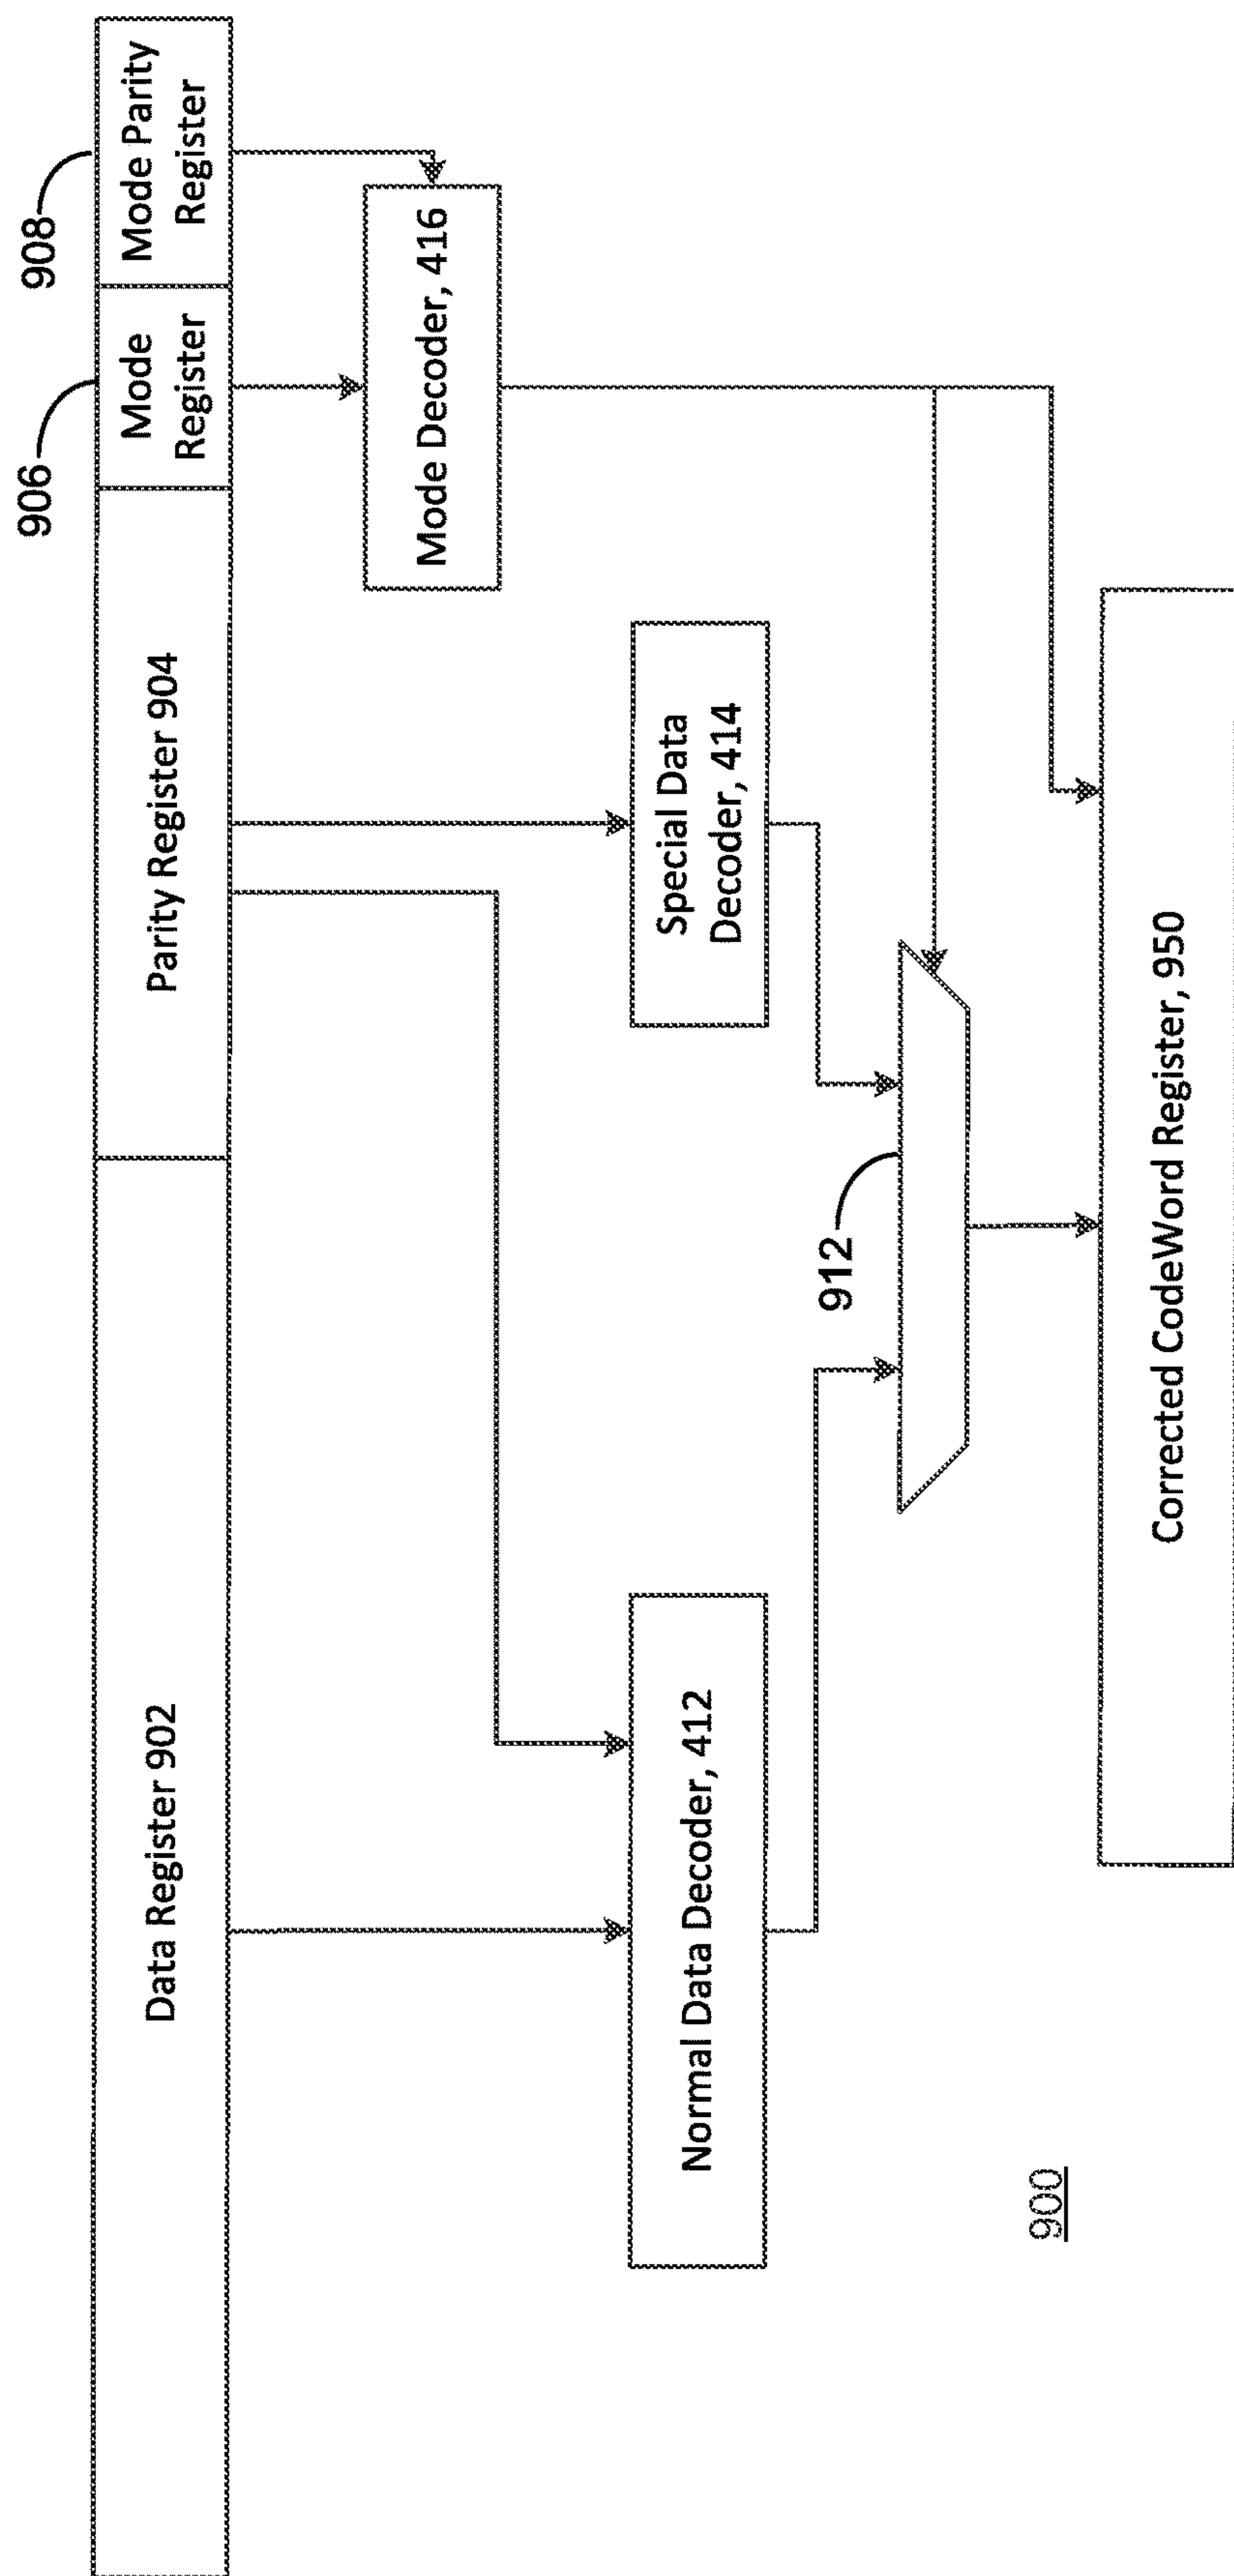 Data Register 902
Parity Register 904
Mode
Register
906
Mode Parity
Register
908
Mode Decoder, 416
Normal Data Decoder, 412
Special Data
Decoder, 414
912
Corrected CodeWord Register, 950
900